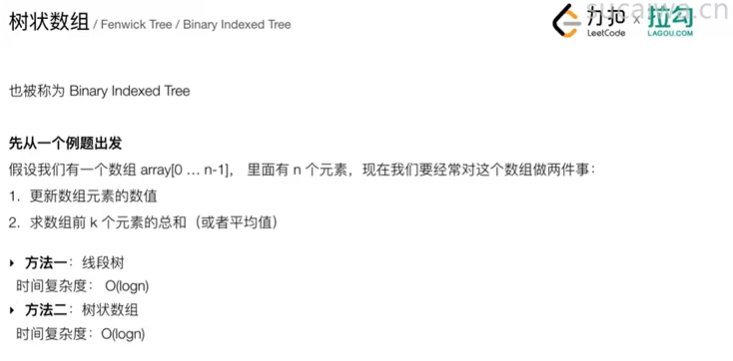 树状数组 / Fenwick Tree / Binary Indexed Tree
力扣 LeetCode x 拉勾 LAGOU.COM
sucaiwa.cn
也被称为 Binary Indexed Tree
先从一个例题出发
假设我们有一个数组 array[0 … n-1]， 里面有 n 个元素，现在我们要经常对这个数组做两件事：
1. 更新数组元素的数值
2. 求数组前 k 个元素的总和（或者平均值）
‣ 方法一：线段树
时间复杂度： O(logn)
‣ 方法二：树状数组
时间复杂度：O(logn)